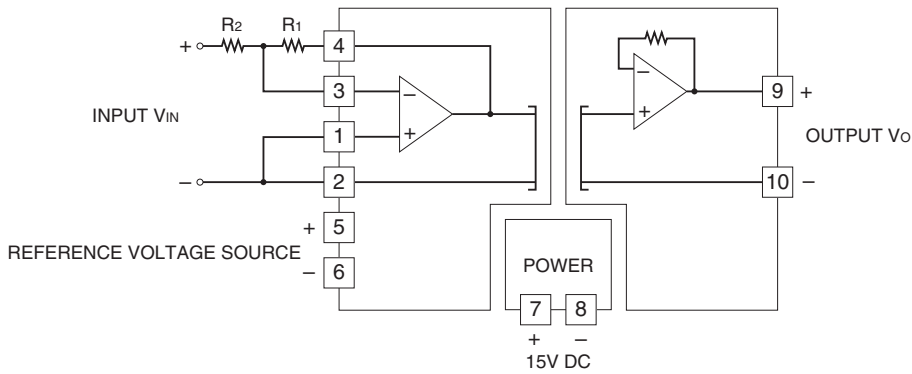 R2 R1
+ 4
3 − − 9 +
INPUT VIN
1 + + OUTPUT VO
− 2 10 −
+ 5
REFERENCE VOLTAGE SOURCE
− 6
POWER
7 8
+ −
15V DC